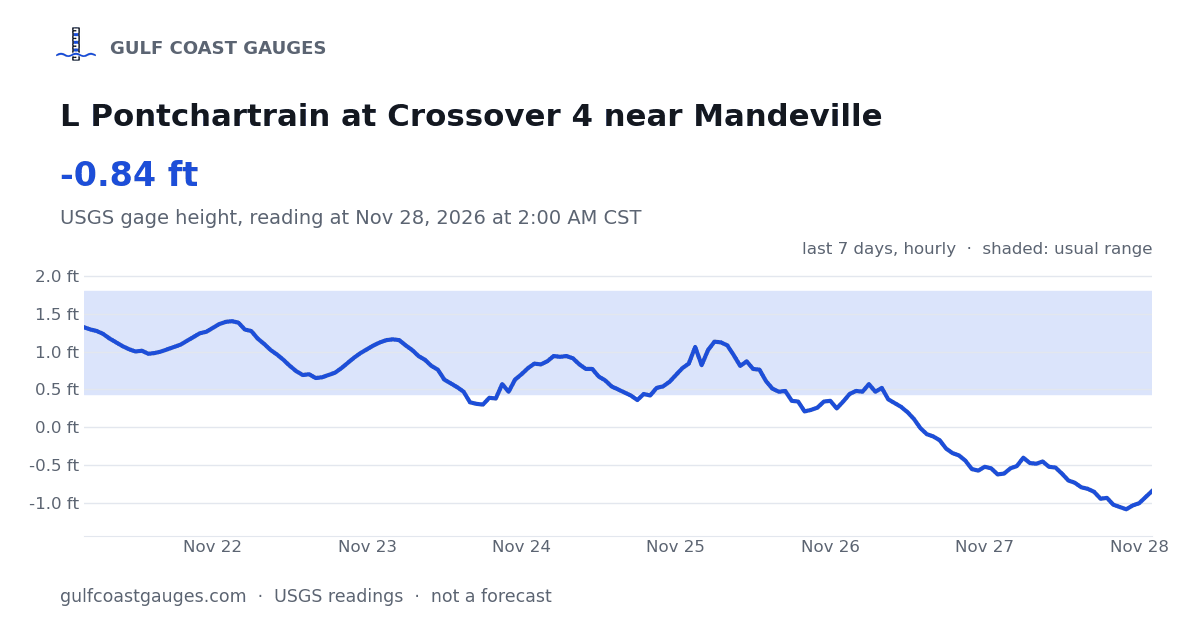 GULF COAST GAUGES
L Pontchartrain at Crossover 4 near Mandeville
-0.84 ft
USGS gage height, reading at Nov 28, 2026 at 2:00 AM CST
last 7 days, hourly · shaded: usual range
2.0 ft
1.5 ft
1.0 ft
0.5 ft
0.0 ft
-0.5 ft
-1.0 ft
Nov 22 Nov 23 Nov 24 Nov 25 Nov 26 Nov 27 Nov 28
gulfcoastgauges.com · USGS readings · not a forecast